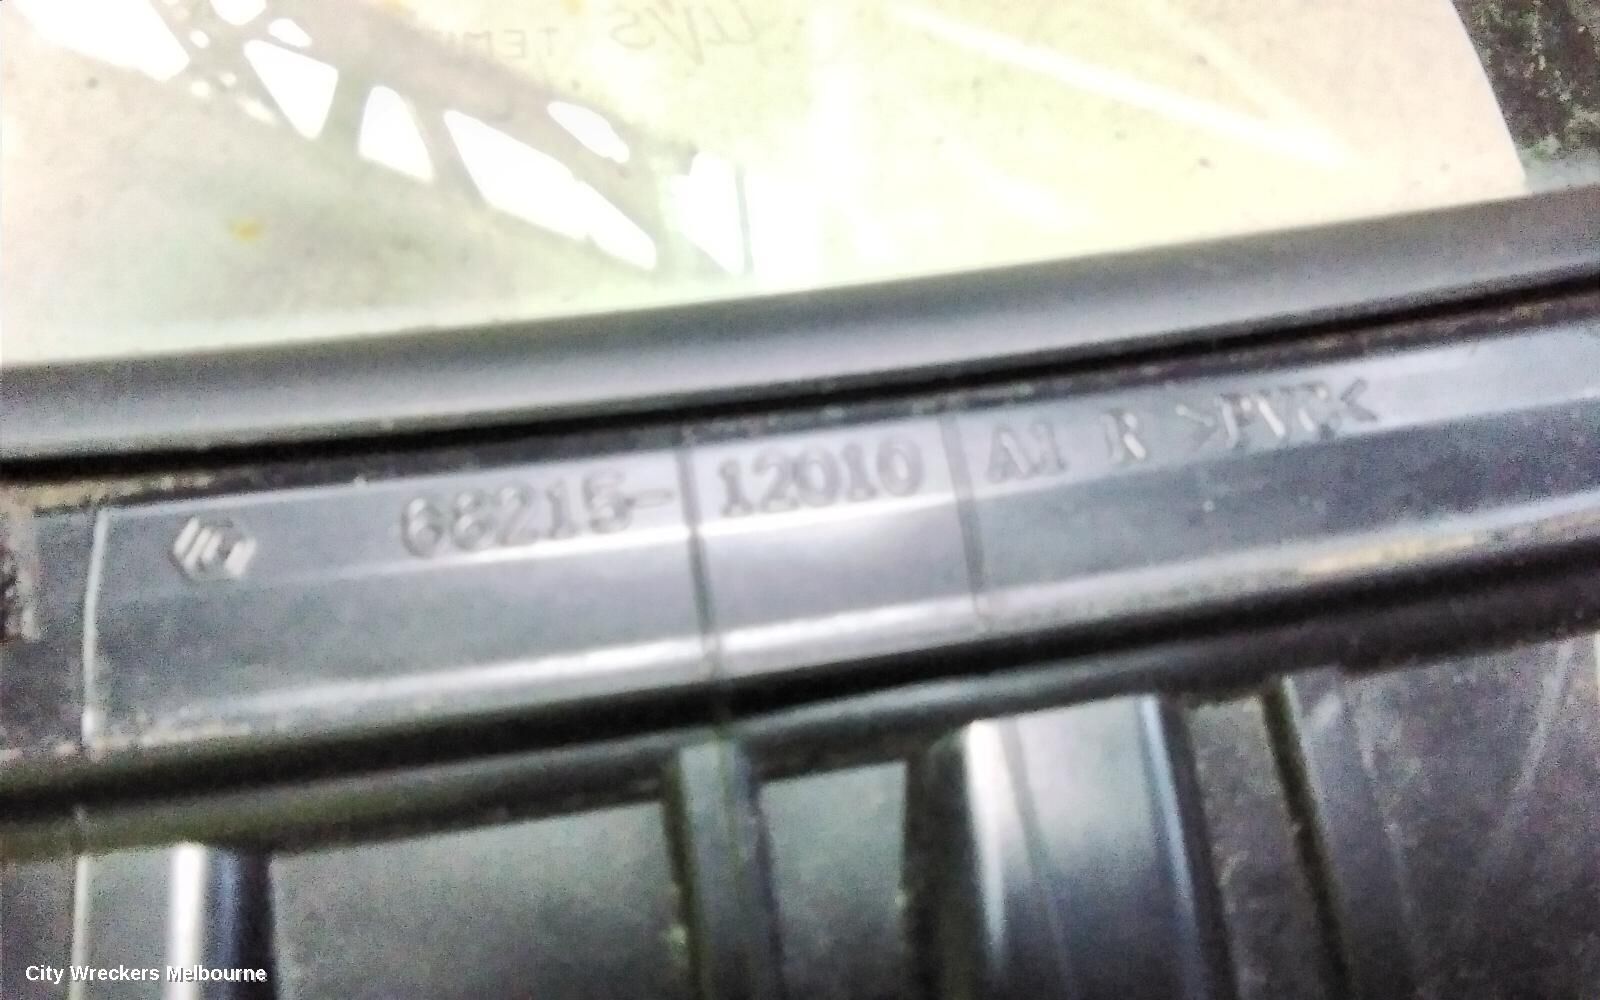 68215-12010 A1 R >PVC<
City Wreckers Melbourne